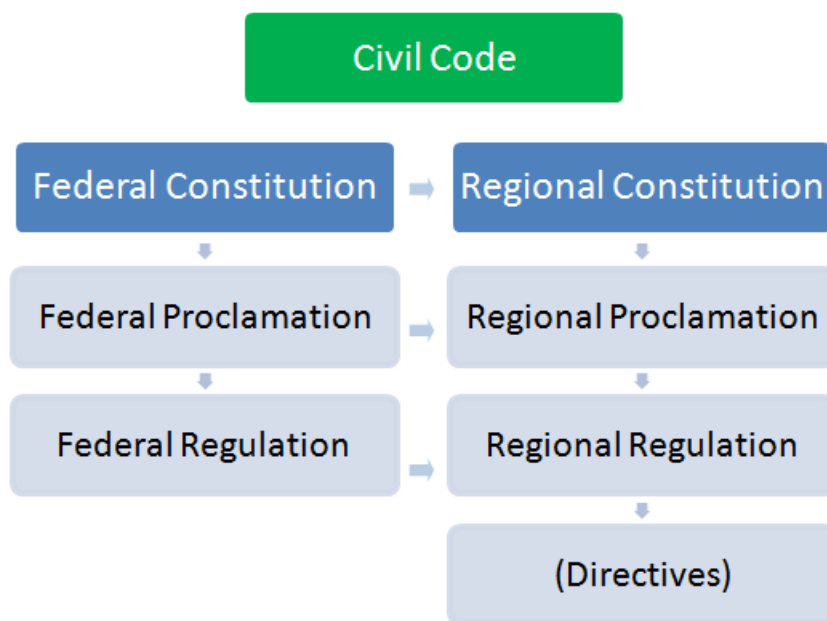 Civil Code
Federal Constitution
Regional Constitution
Federal Proclamation
Regional Proclamation
Federal Regulation
Regional Regulation
(Directives)